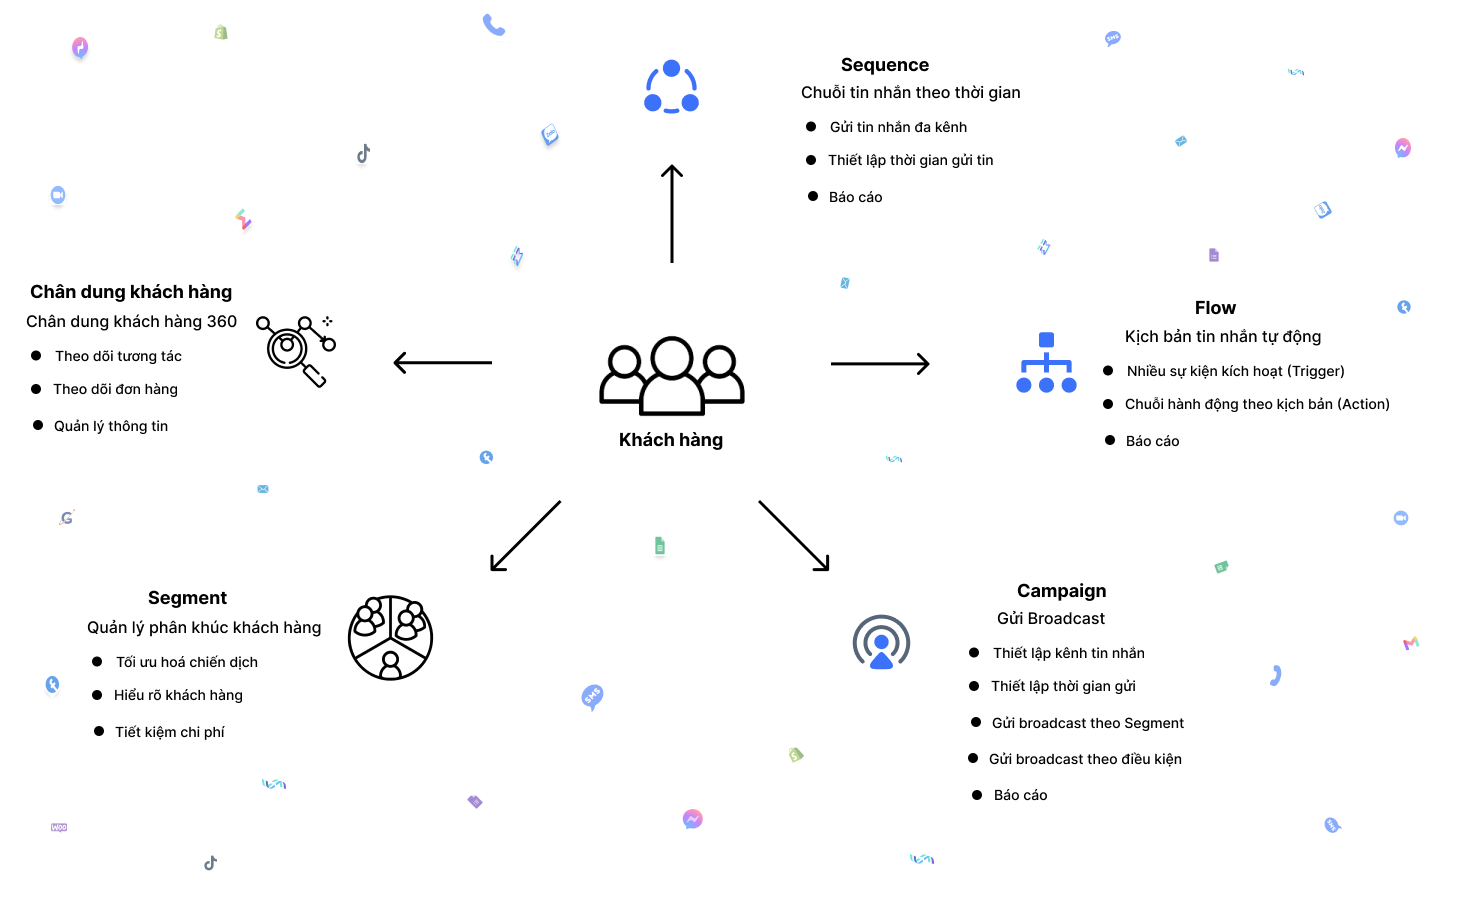 Sequence
Chuỗi tin nhắn theo thời gian
Gửi tin nhắn đa kênh
Thiết lập thời gian gửi tin
Báo cáo
Chân dung khách hàng
Chân dung khách hàng 360
Theo dõi tương tác
Theo dõi đơn hàng
Quản lý thông tin
Khách hàng
Flow
Kịch bản tin nhắn tự động
Nhiều sự kiện kích hoạt (Trigger)
Chuỗi hành động theo kịch bản (Action)
Báo cáo
Segment
Quản lý phân khúc khách hàng
Tối ưu hoá chiến dịch
Hiểu rõ khách hàng
Tiết kiệm chi phí
Campaign
Gửi Broadcast
Thiết lập kênh tin nhắn
Thiết lập thời gian gửi
Gửi broadcast theo Segment
Gửi broadcast theo điều kiện
Báo cáo
SMS
SMS
Woo